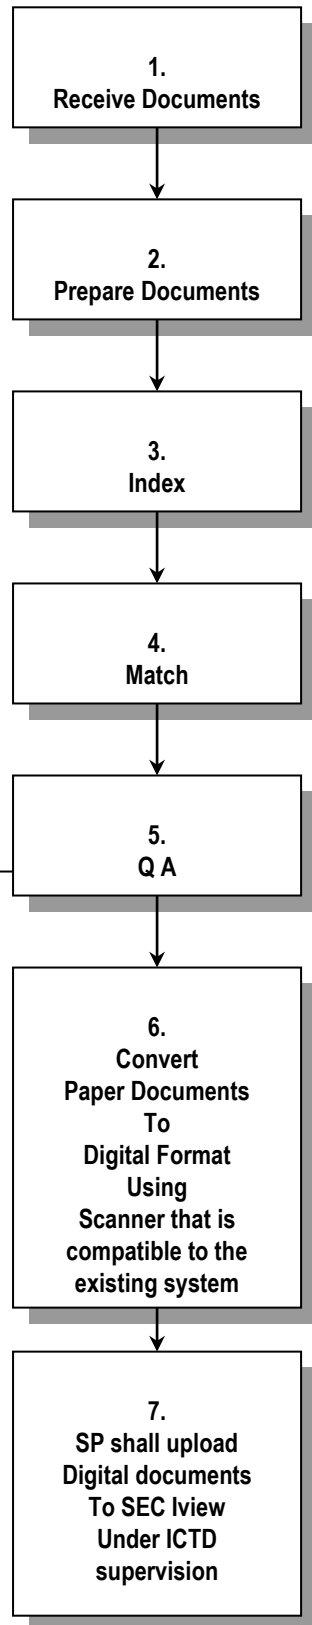 1.
Receive Documents
2.
Prepare Documents
3.
Index
4.
Match
5.
Q A
6.
Convert
Paper Documents
To
Digital Format
Using
Scanner that is
compatible to the
existing system
7.
SP shall upload
Digital documents
To SEC Iview
Under ICTD
supervision